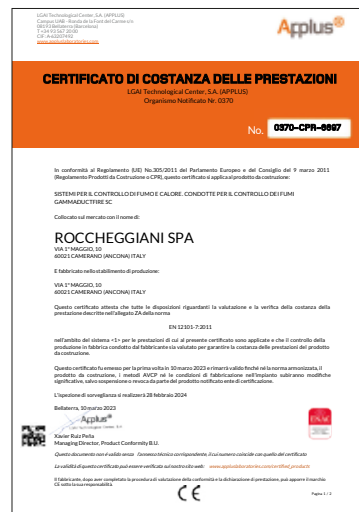 LGAI Technological Center, S.A. (APPLUS)
Campus UAB - Ronda de la Font del Carme s/n
08193 Bellaterra (Barcelona)
T +34 93 567 20 00
CIF: A-63207492
www.appluslaboratories.com
Applus⊕
CERTIFICATO DI COSTANZA DELLE PRESTAZIONI
LGAI Technological Center, S.A. (APPLUS)
Organismo Notificato Nr. 0370
No. 0370-CPR-6697
In conformità al Regolamento (UE) No.305/2011 del Parlamento Europeo e del Consiglio del 9 marzo 2011
(Regolamento Prodotti da Costruzione o CPR), questo certificato si applica al prodotto da costruzione:
SISTEMI PER IL CONTROLLO DI FUMO E CALORE. CONDOTTE PER IL CONTROLLO DEI FUMI
GAMMADUCTFIRE SC
Collocato sul mercato con il nome di:
ROCCHEGGIANI SPA
VIA 1° MAGGIO, 10
60021 CAMERANO (ANCONA) ITALY
E fabbricato nello stabilimento di produzione:
VIA 1° MAGGIO, 10
60021 CAMERANO (ANCONA) ITALY
Questo certificato attesta che tutte le disposizioni riguardanti la valutazione e la verifica della costanza della
prestazione descritte nell'allegato ZA della norma
EN 12101-7:2011
nell'ambito del sistema «1» per le prestazioni di cui al presente certificato sono applicate e che il controllo della
produzione in fabbrica condotto dal fabbricante sia valutato per garantire la costanza delle prestazioni del prodotto
da costruzione.
Questo certificato fu emesso per la prima volta in 10 marzo 2023 e rimarrà valido finché né la norma armonizzata, il
prodotto da costruzione, i metodi AVCP né le condizioni di fabbricazione nell'impianto subiranno modifiche
significative, salvo sospensione o revoca da parte del prodotto notificato ente di certificazione.
L'ispezione di sorveglianza si realizzerà 28 febbraio 2024
Bellaterra, 10 marzo 2023
Applus⊕
Xavier Ruiz Peña
Managing Director, Product Conformity B.U.
ENAC
Questo documento non è valido senza l'annesso tecnico corrispondente, il cui numero coincide con quello del certificato
La validità di questo certificato può essere verificata sul nostro sito web: www.appluslaboratories.com/certified_products
Il fabbricante, dopo aver completato la procedura di valutazione della conformità e la dichiarazione di prestazione, può apporre il marchio
CE sotto la sua responsabilità.
CE
Pagina 1 / 2